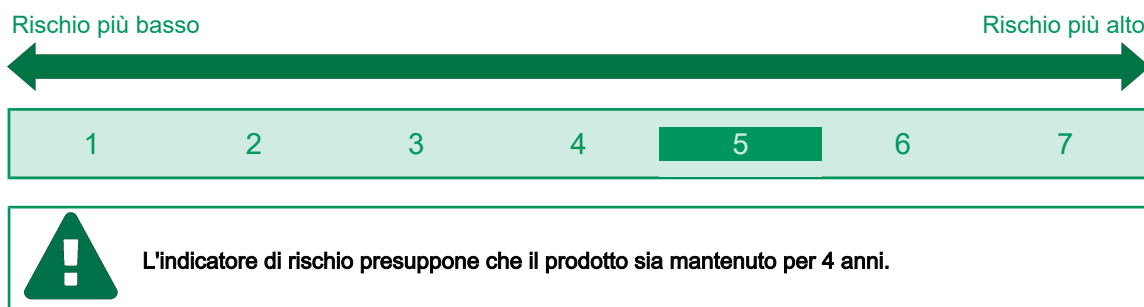 Rischio più basso Rischio più alto
1 2 3 4 5 6 7
L'indicatore di rischio presuppone che il prodotto sia mantenuto per 4 anni.